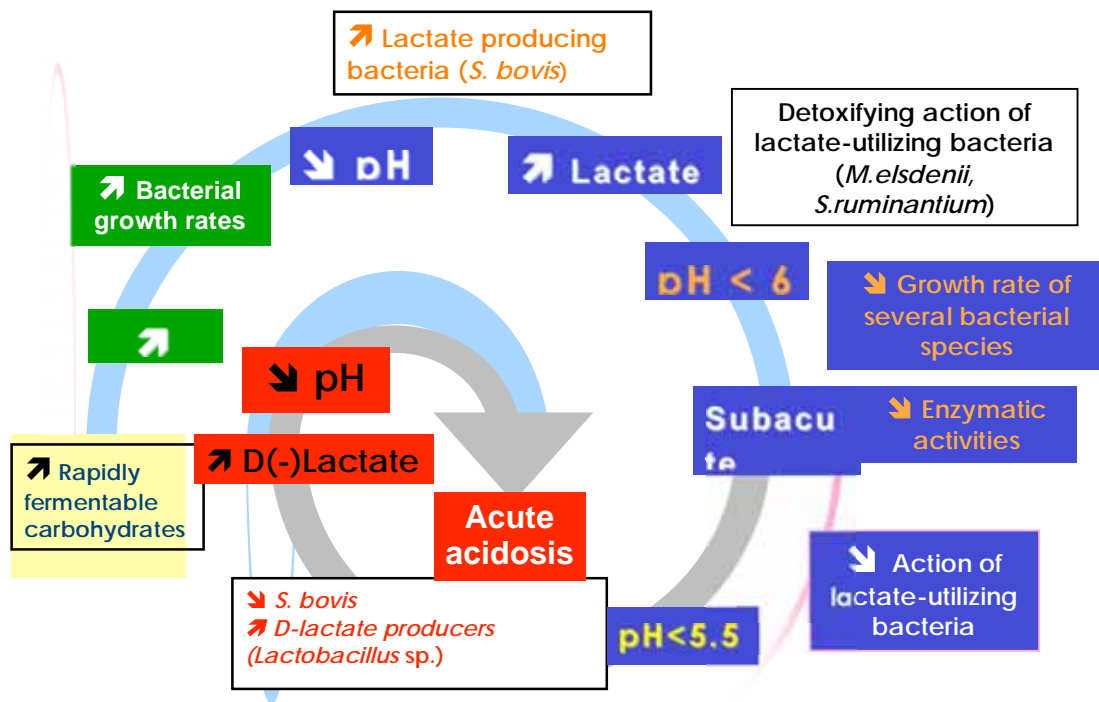 ↗ Lactate producing
bacteria (S. bovis)
Detoxifying action of
lactate-utilizing bacteria
(M.elsdenii,
S.ruminantium)
↘ pH
↗ Lactate
↗ Bacterial
growth rates
pH < 6
↘ Growth rate of
several bacterial
species
↗
↘ pH
Subacu
te
↘ Enzymatic
activities
↗ Rapidly
fermentable
carbohydrates
↗ D(-)Lactate
Acute
acidosis
↘ Action of
lactate-utilizing
bacteria
↘ S. bovis
↗ D-lactate producers
(Lactobacillus sp.)
pH<5.5